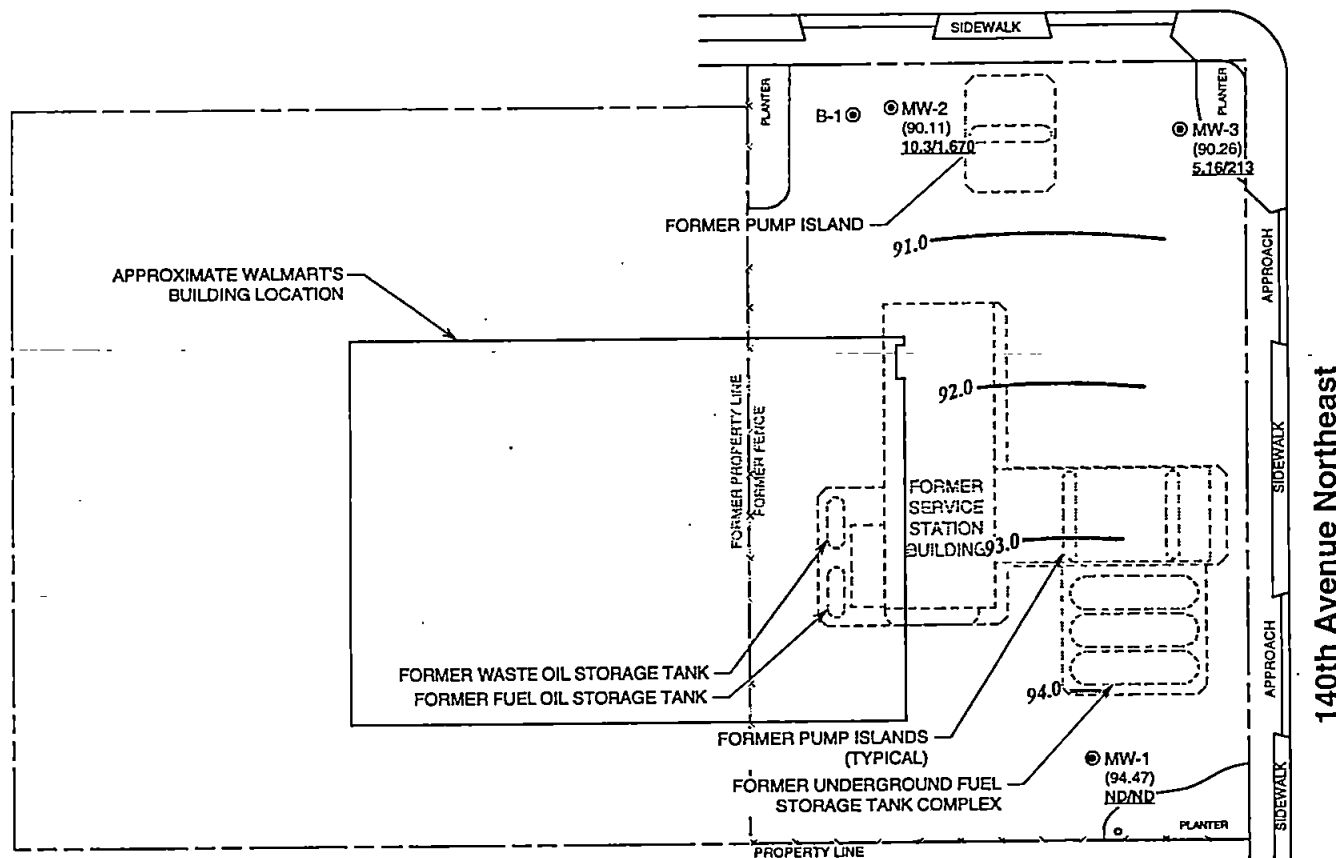 SIDEWALK
PLANTER
B-1
MW-2
(90.11)
10.3/1.670
PLANTER
MW-3
(90.26)
5.16/213
FORMER PUMP ISLAND
91.0
APPROACH
APPROXIMATE WALMART'S
BUILDING LOCATION
92.0
FORMER PROPERTY LINE
FORMER FENCE
FORMER
SERVICE
STATION
BUILDING
93.0
SIDEWALK
140th Avenue Northeast
FORMER WASTE OIL STORAGE TANK
FORMER FUEL OIL STORAGE TANK
94.0
APPROACH
FORMER PUMP ISLANDS
(TYPICAL)
FORMER UNDERGROUND FUEL
STORAGE TANK COMPLEX
MW-1
(94.47)
ND/ND
PLANTER
SIDEWALK
PROPERTY LINE